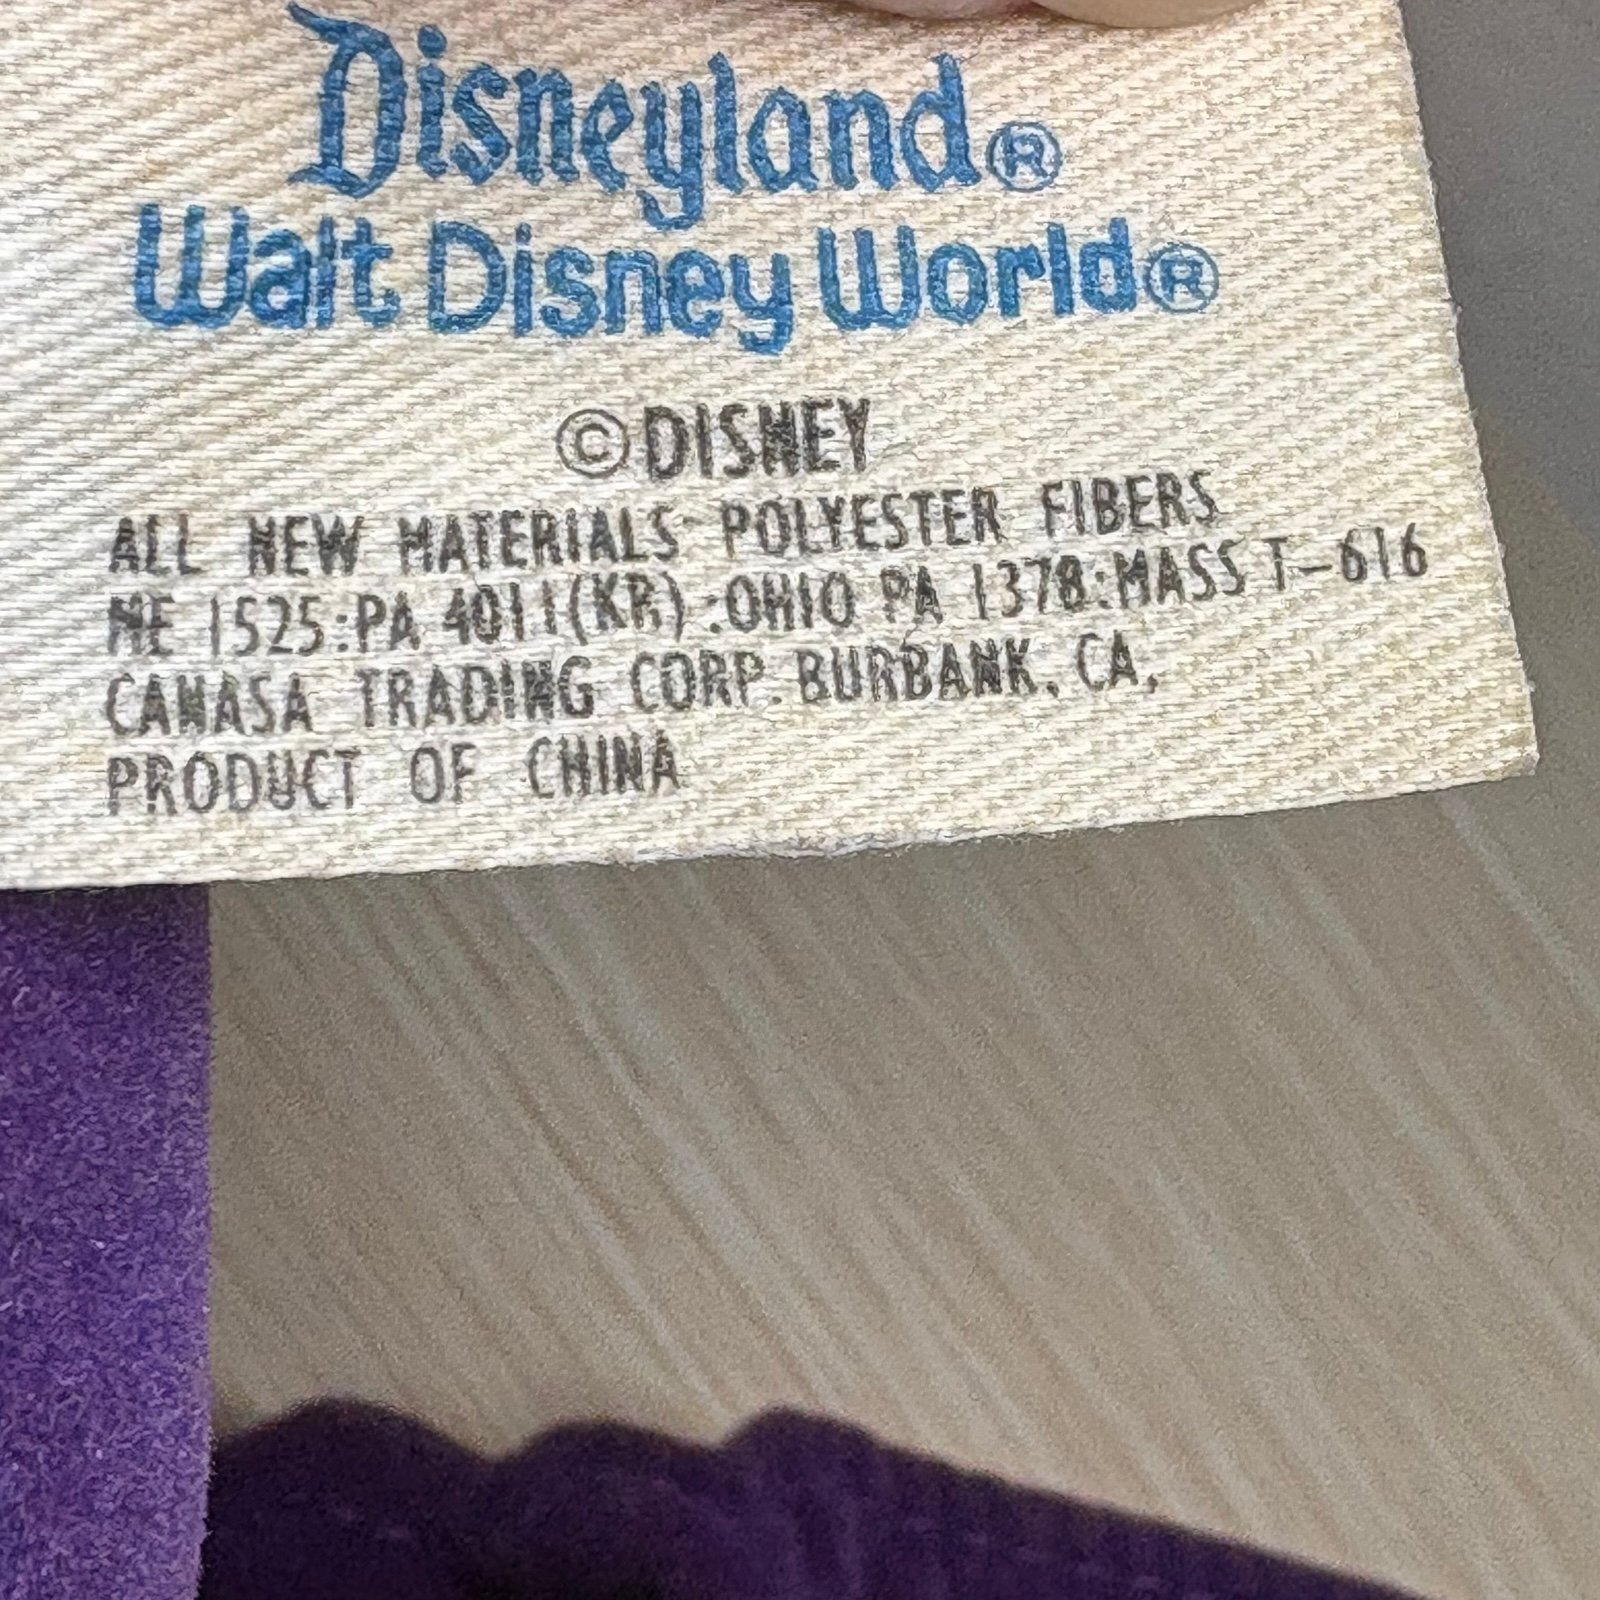 Disneyland®
Walt Disney World®
© DISNEY
ALL NEW MATERIALS POLYESTER FIBERS
ME 1525:PA 4011(KR):OHIO PA 1378:MASS T-616
CANASA TRADING CORP. BURBANK, CA,
PRODUCT OF CHINA